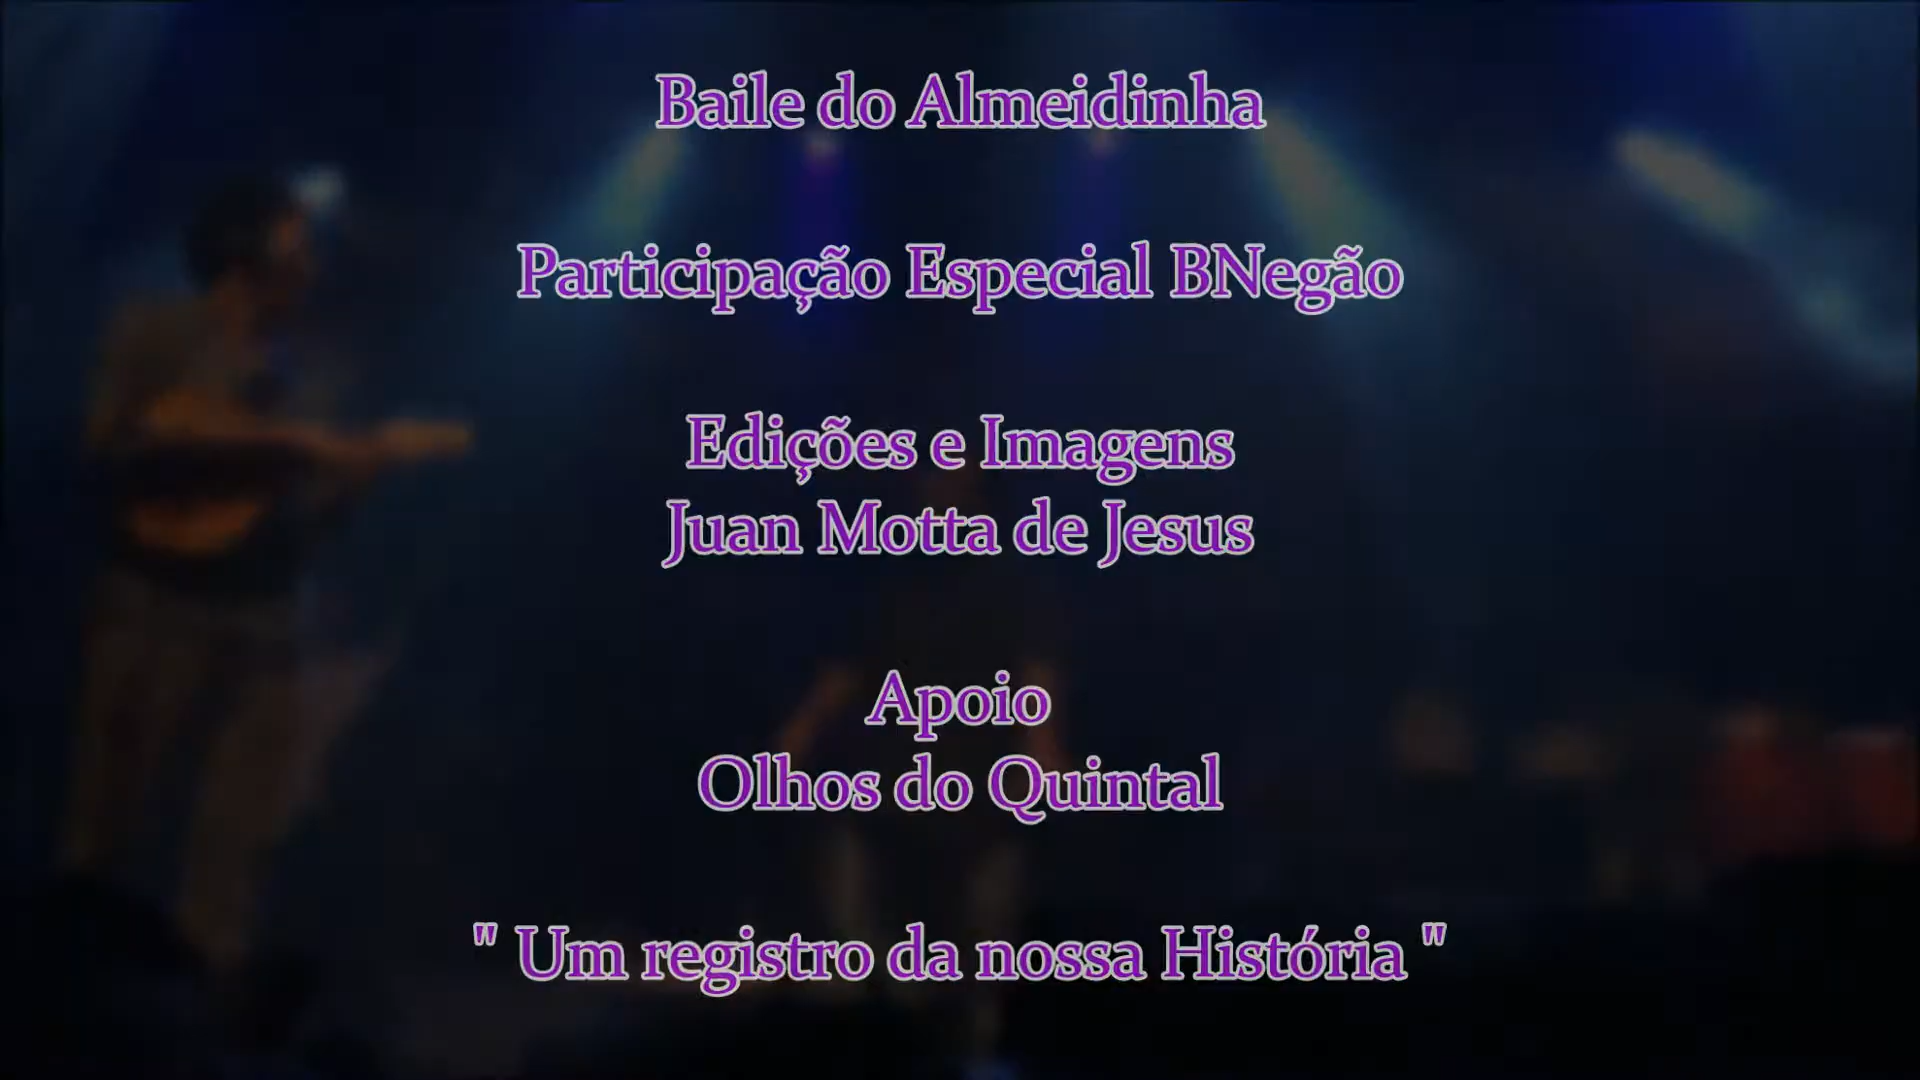 Baile do Almeidinha
Participação Especial BNegão
Edições e Imagens
Juan Motta de Jesus
Apoio
Olhos do Quintal
" Um registro da nossa História "